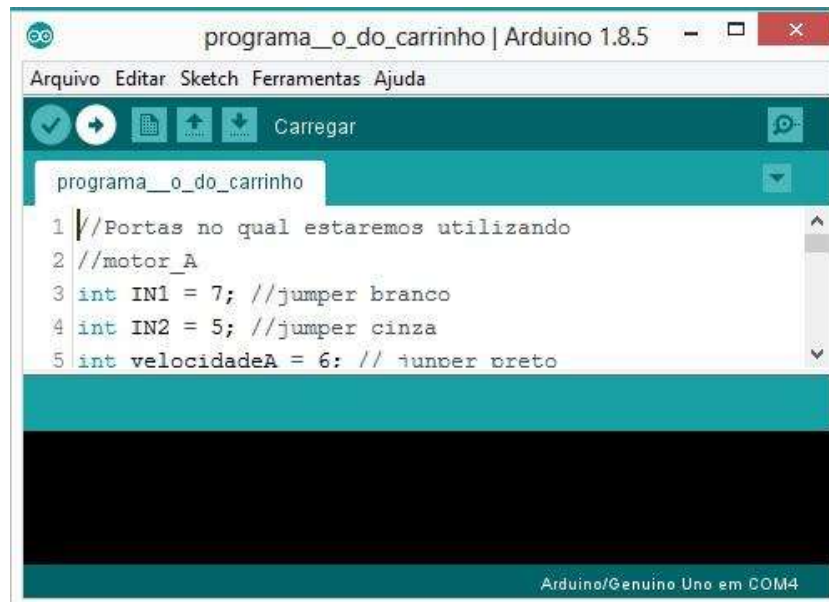 programa__o_do_carrinho | Arduino 1.8.5
Arquivo Editar Sketch Ferramentas Ajuda
Carregar
programa__o_do_carrinho
1 //Portas no qual estaremos utilizando
2 //motor_A
3 int IN1 = 7; //jumper branco
4 int IN2 = 5; //jumper cinza
5 int velocidadeA = 6; // junper preto
Arduino/Genuino Uno em COM4